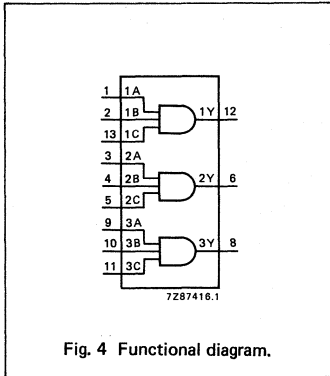 1 1A
2 1B 1Y 12
13 1C
3 2A
4 2B 2Y 6
5 2C
9 3A
10 3B 3Y 8
11 3C
7Z87416.1
Fig. 4 Functional diagram.